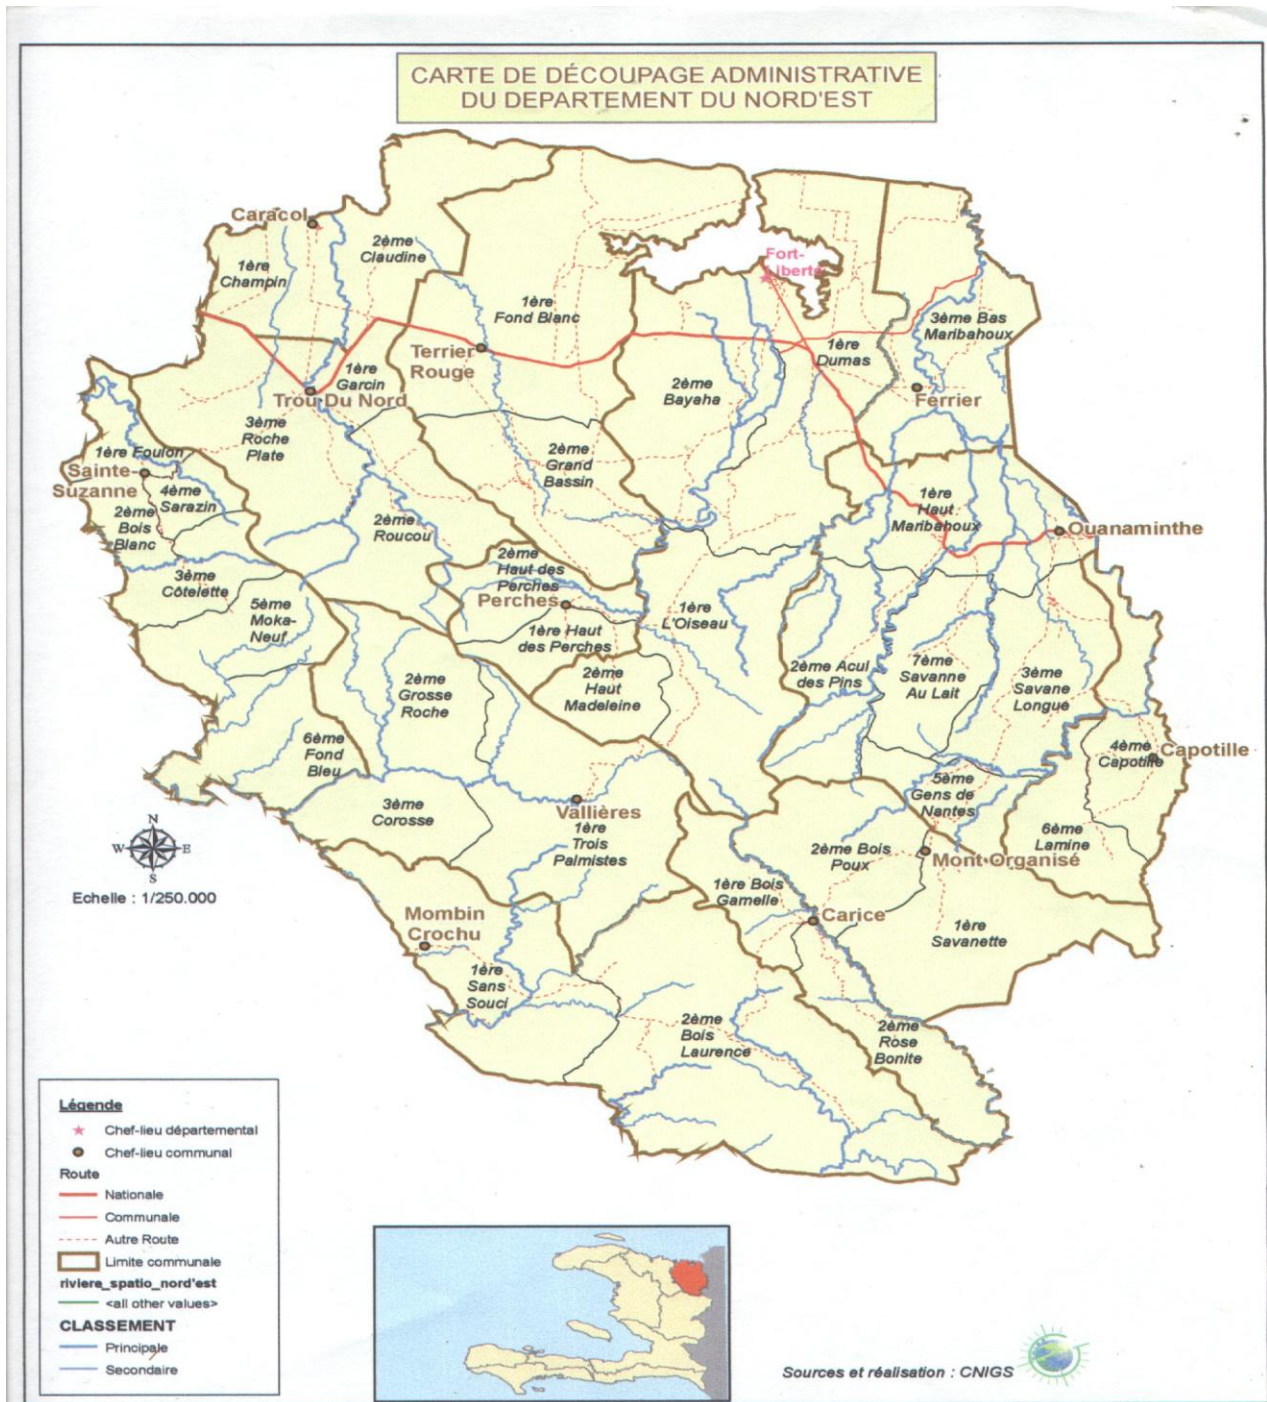 CARTE DE DÉCOUPAGE ADMINISTRATIVE
DU DEPARTEMENT DU NORD'EST
Caracol
2ème
Claudine
1ère
Champin
Fort-
Liberté
1ère
Fond Blanc
3ème Bas
Maribahoux
Terrier
Rouge
1ère
Dumas
1ère
Garcin
2ème
Bayaha
Trou Du Nord
Ferrier
3ème
Roche
Plate
1ère Foulon
Sainte-
Suzanne
4ème
Sarazin
2ème
Grand
Bassin
2ème
Bois
Blanc
2ème
Roucou
1ère
Haut
Maribahoux
Ouanaminthe
3ème
Côtelette
2ème
Haut des
Perches
Perches
5ème
Moka-
Neuf
1ère Haut
des Perches
1ère
L'Oiseau
2ème
Grosse
Roche
2ème
Haut
Madeleine
2ème Acul
des Pins
7ème
Savanne
Au Lait
3ème
Savane
Longue
6ème
Fond
Bleu
4ème
Capotille
Capotille
3ème
Corosse
Vallières
1ère
Trois
Palmistes
5ème
Gens de
Nantes
6ème
Lamine
2ème Bois
Poux
Mont Organisé
1ère Bois
Gamelle
Carice
1ère
Savanette
Mombin
Crochu
1ère
Sans
Souci
2ème
Bois
Laurence
2ème
Rose
Bonite
N
W E
S
Echelle : 1/250.000
Légende
Chef-lieu départemental
Chef-lieu communal
Route
Nationale
Communale
Autre Route
Limite communale
riviere_spatio_nord'est
<all other values>
CLASSEMENT
Principale
Secondaire
Sources et réalisation : CNIGS